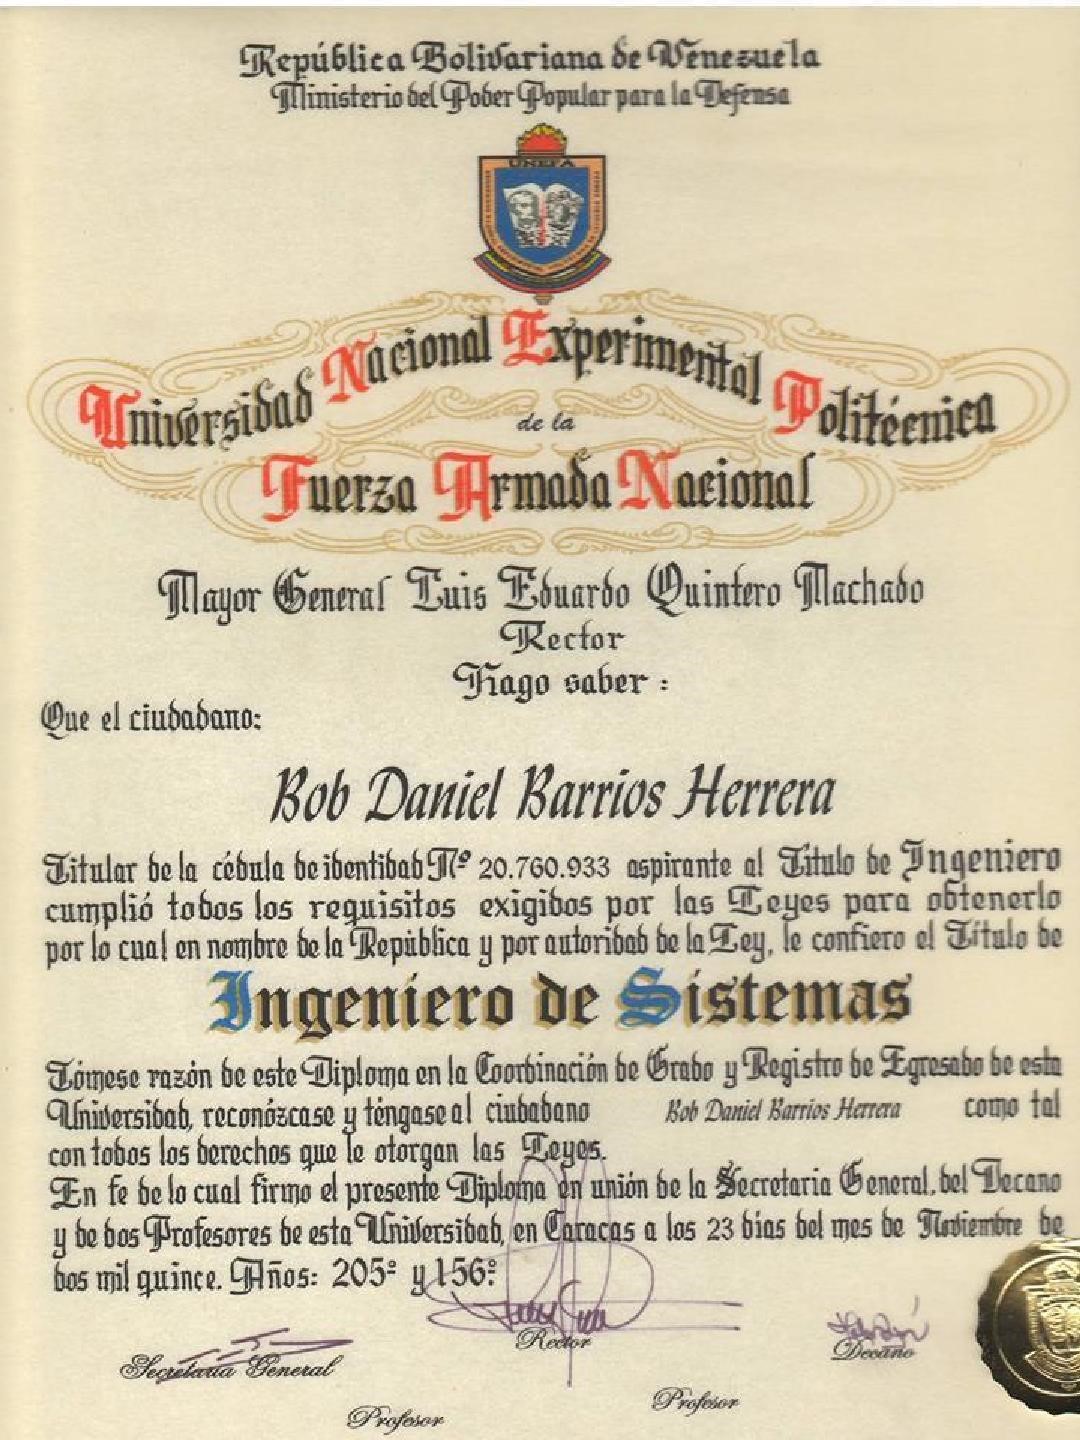 República Bolivariana de Venezuela
Ministerio del Poder Popular para la Defensa
UNEFA
Universidad Nacional Experimental Politécnica
de la
Fuerza Armada Nacional
Mayor General Luis Eduardo Quintero Machado
Rector
Hago saber :
Que el ciudadano:
Bob Daniel Barrios Herrera
Titular de la cédula de identidad Nº 20.760.933 aspirante al Título de Ingeniero
cumplió todos los requisitos exigidos por las Leyes para obtenerlo
por lo cual en nombre de la República y por autoridad de la Ley, le confiero el Título de
Ingeniero de Sistemas
Tómese razón de este Diploma en la Coordinación de Grado y Registro de Egresado de esta
Universidad, reconózcase y téngase al ciudadano Bob Daniel Barrios Herrera como tal
con todos los derechos que le otorgan las Leyes.
En fe de lo cual firmo el presente Diploma en unión de la Secretaria General, del Decano
y de dos Profesores de esta Universidad, en Caracas a los 23 días del mes de Noviembre de
dos mil quince. Años: 205º y 156º
Rector
Decano
Secretaria General
Profesor
Profesor